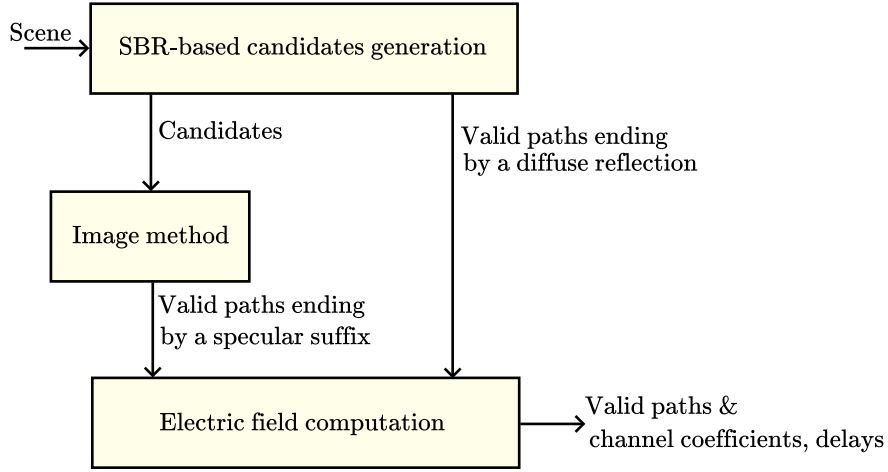 Scene
SBR-based candidates generation
Candidates
Valid paths ending
by a diffuse reflection
Image method
Valid paths ending
by a specular suffix
Electric field computation
Valid paths &
channel coefficients, delays